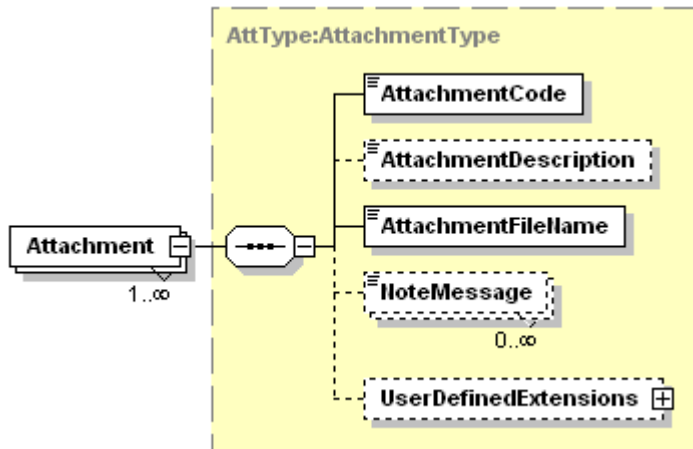 AttType:AttachmentType
AttachmentCode
AttachmentDescription
AttachmentFileName
Attachment
1..∞
NoteMessage
0..∞
UserDefinedExtensions